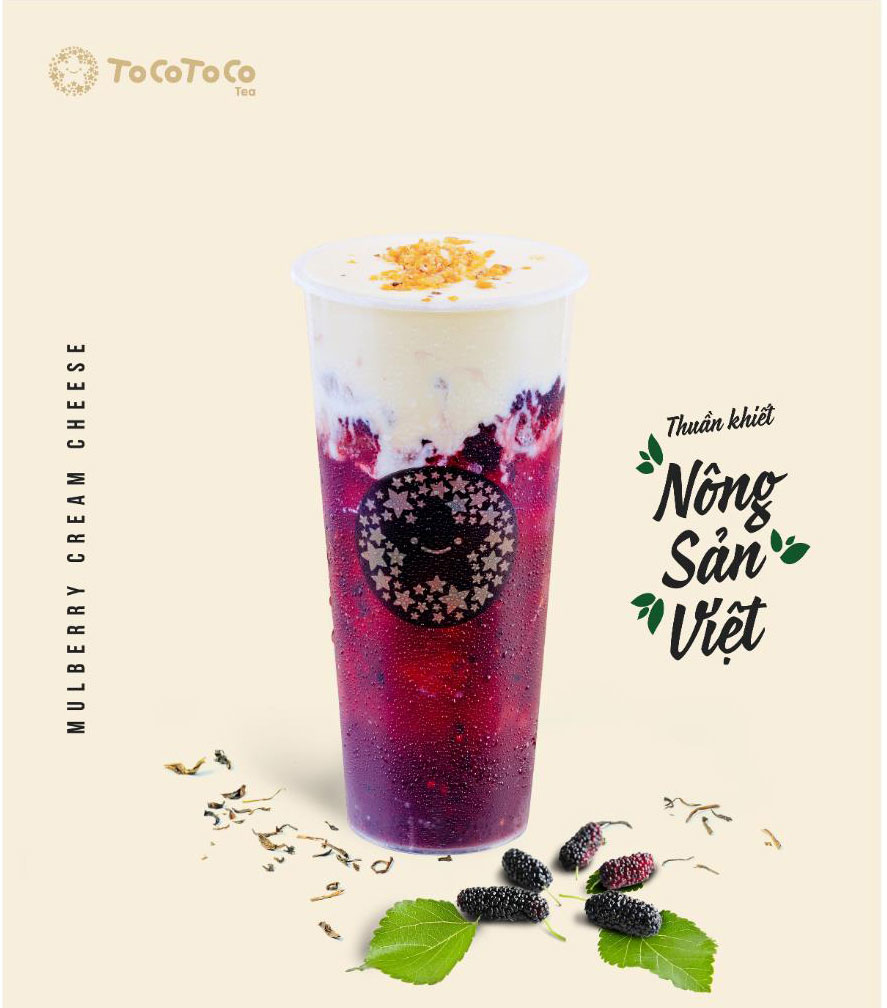 ToCoToCo
Tea
MULBERRY CREAM CHEESE
Thuần khiết
Nông
Sản
Việt